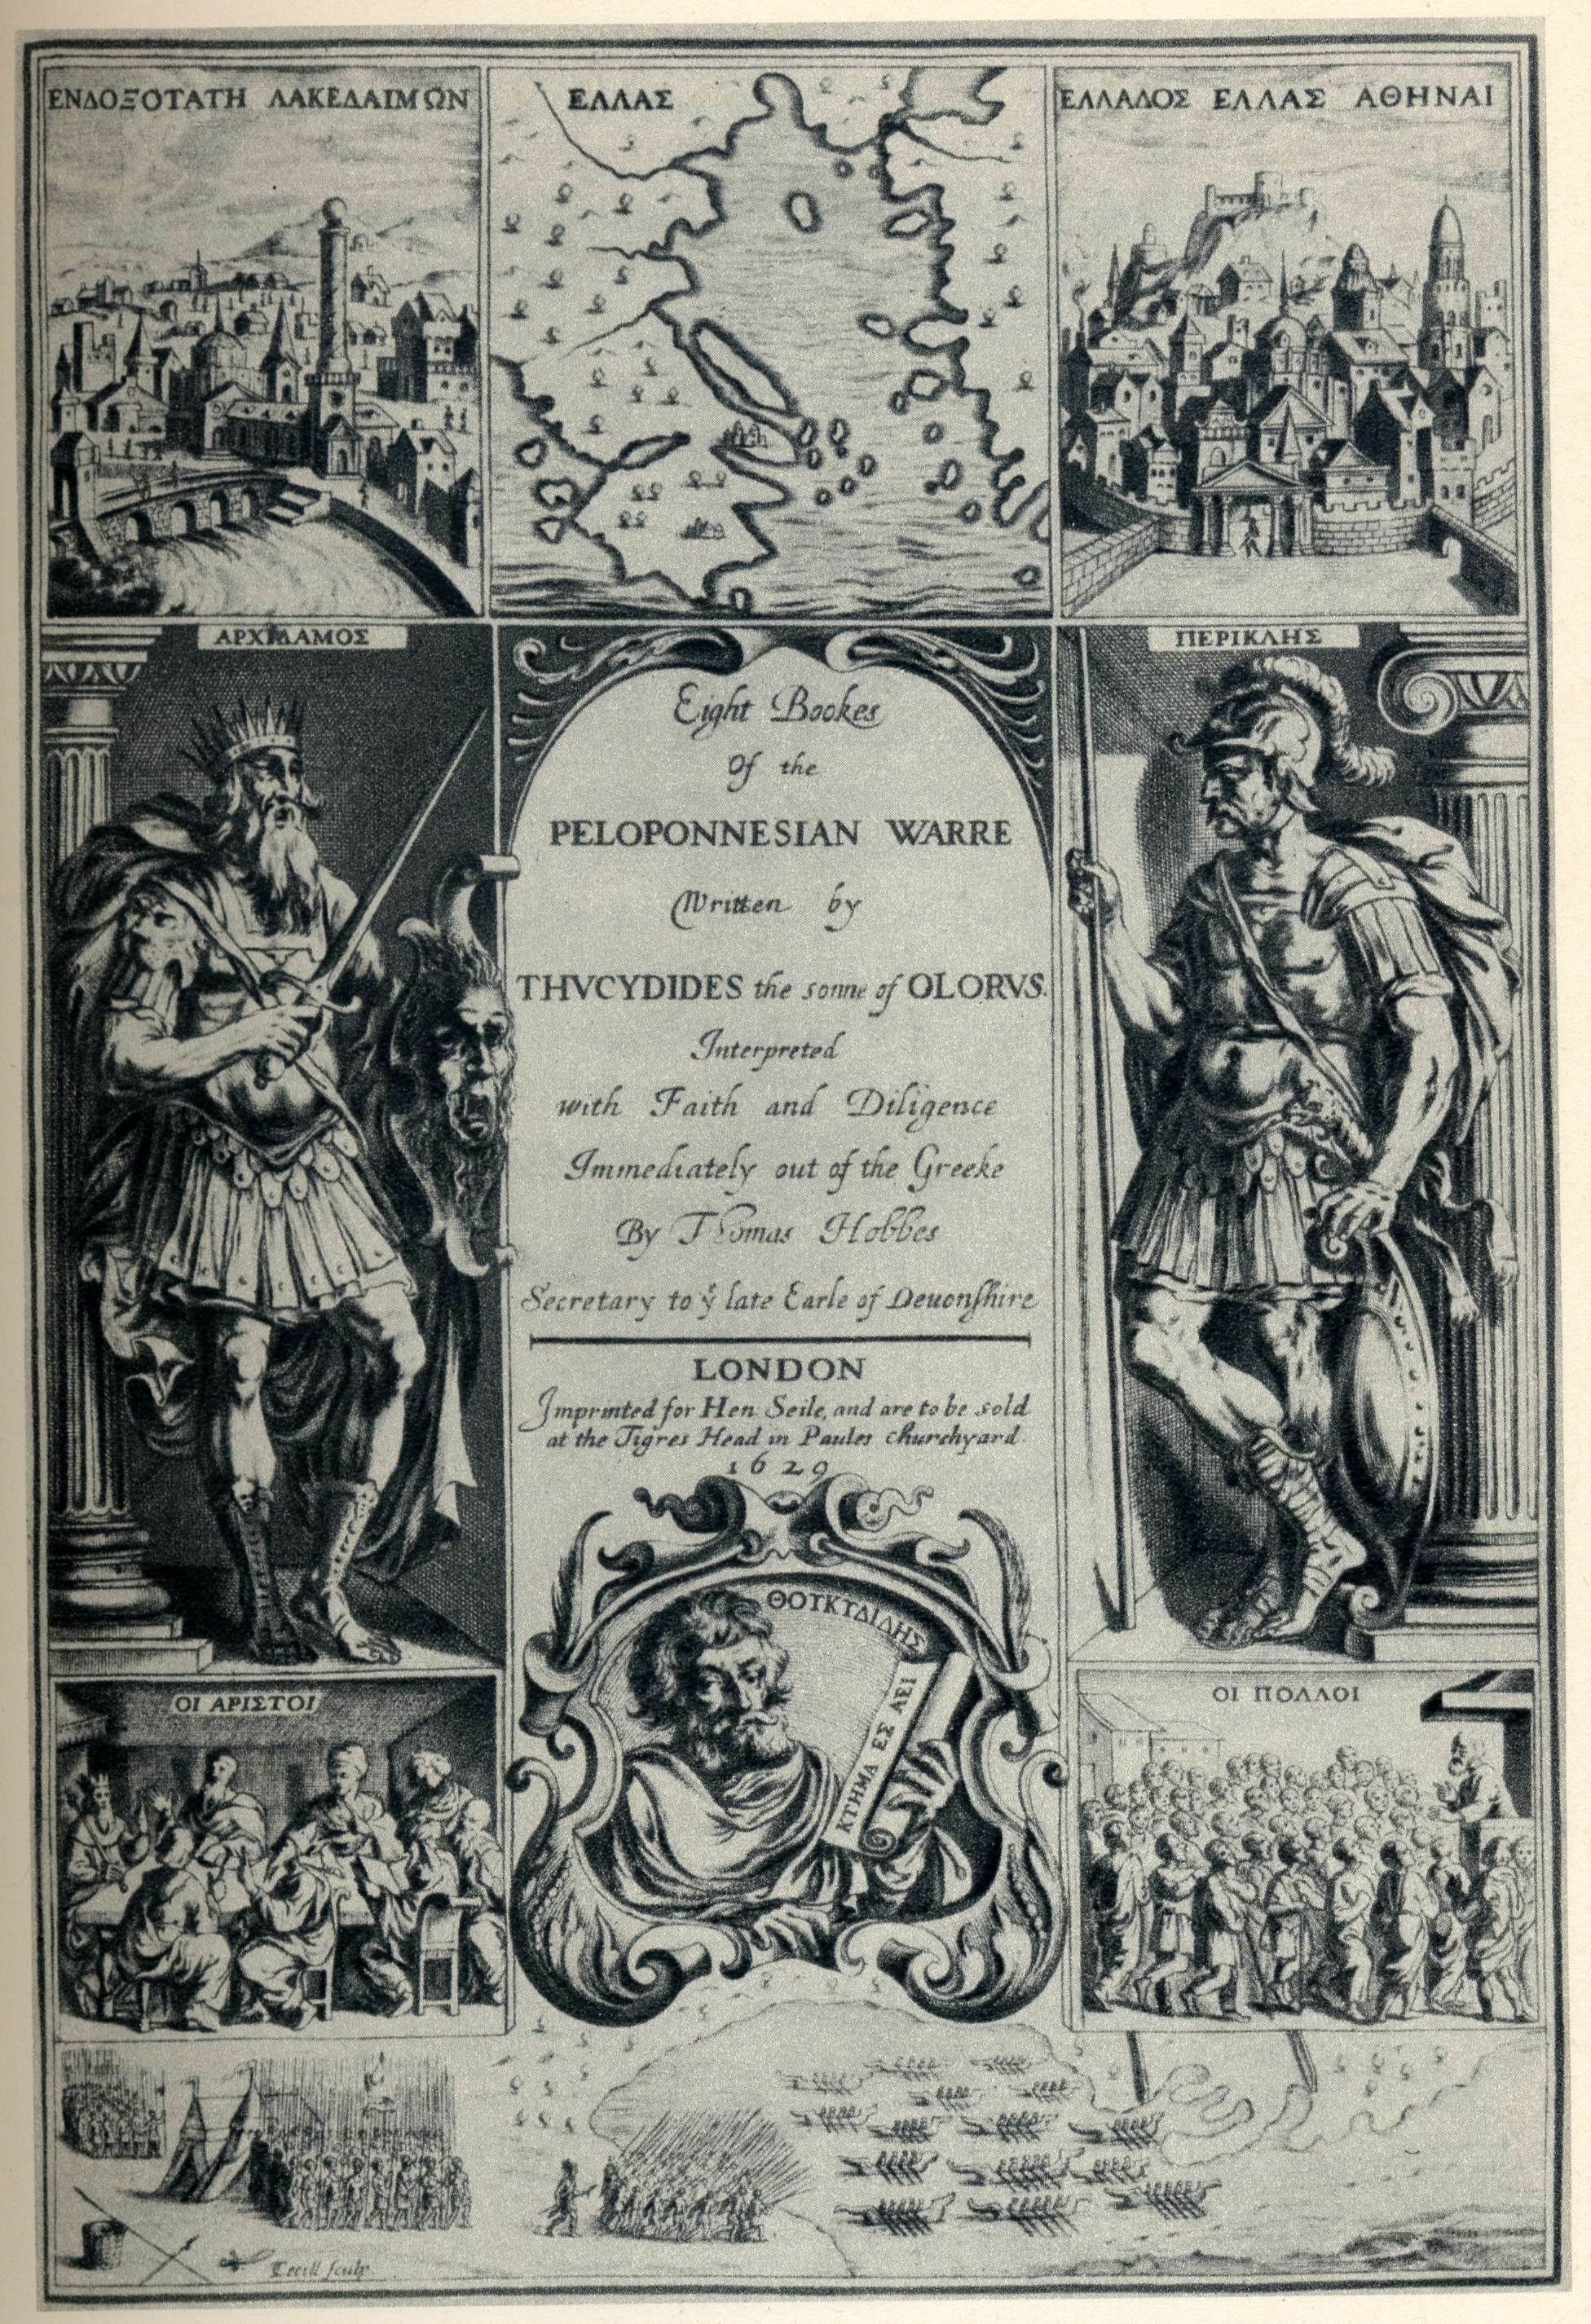 ΕΝΔΟΞΟΤΑΤΗ ΛΑΚΕΔΑΙΜΩΝ
ΕΛΛΑΣ
ΕΛΛΑΔΟΣ ΕΛΛΑΣ ΑΘΗΝΑΙ
ΑΡΧΙΔΑΜΟΣ
ΠΕΡΙΚΛΗΣ
Eight Bookes
Of the
PELOPONNESIAN WARRE
Written by
THVCYDIDES the sonne of OLORVS.
Interpreted
with Faith and Diligence
Immediately out of the Greeke
By Thomas Hobbes
Secretary to ẙ late Earle of Deuonſhire
LONDON
Imprinted for Hen: Seile, and are to be sold
at the Tigres Head in Paules churchyard.
1629
ΘΟΥΚΥΔΙΔΗΣ
ΚΤΗΜΑ ΕΣ ΑΕΙ
ΟΙ ΑΡΙΣΤΟΙ
ΟΙ ΠΟΛΛΟΙ
Cecill ſculp